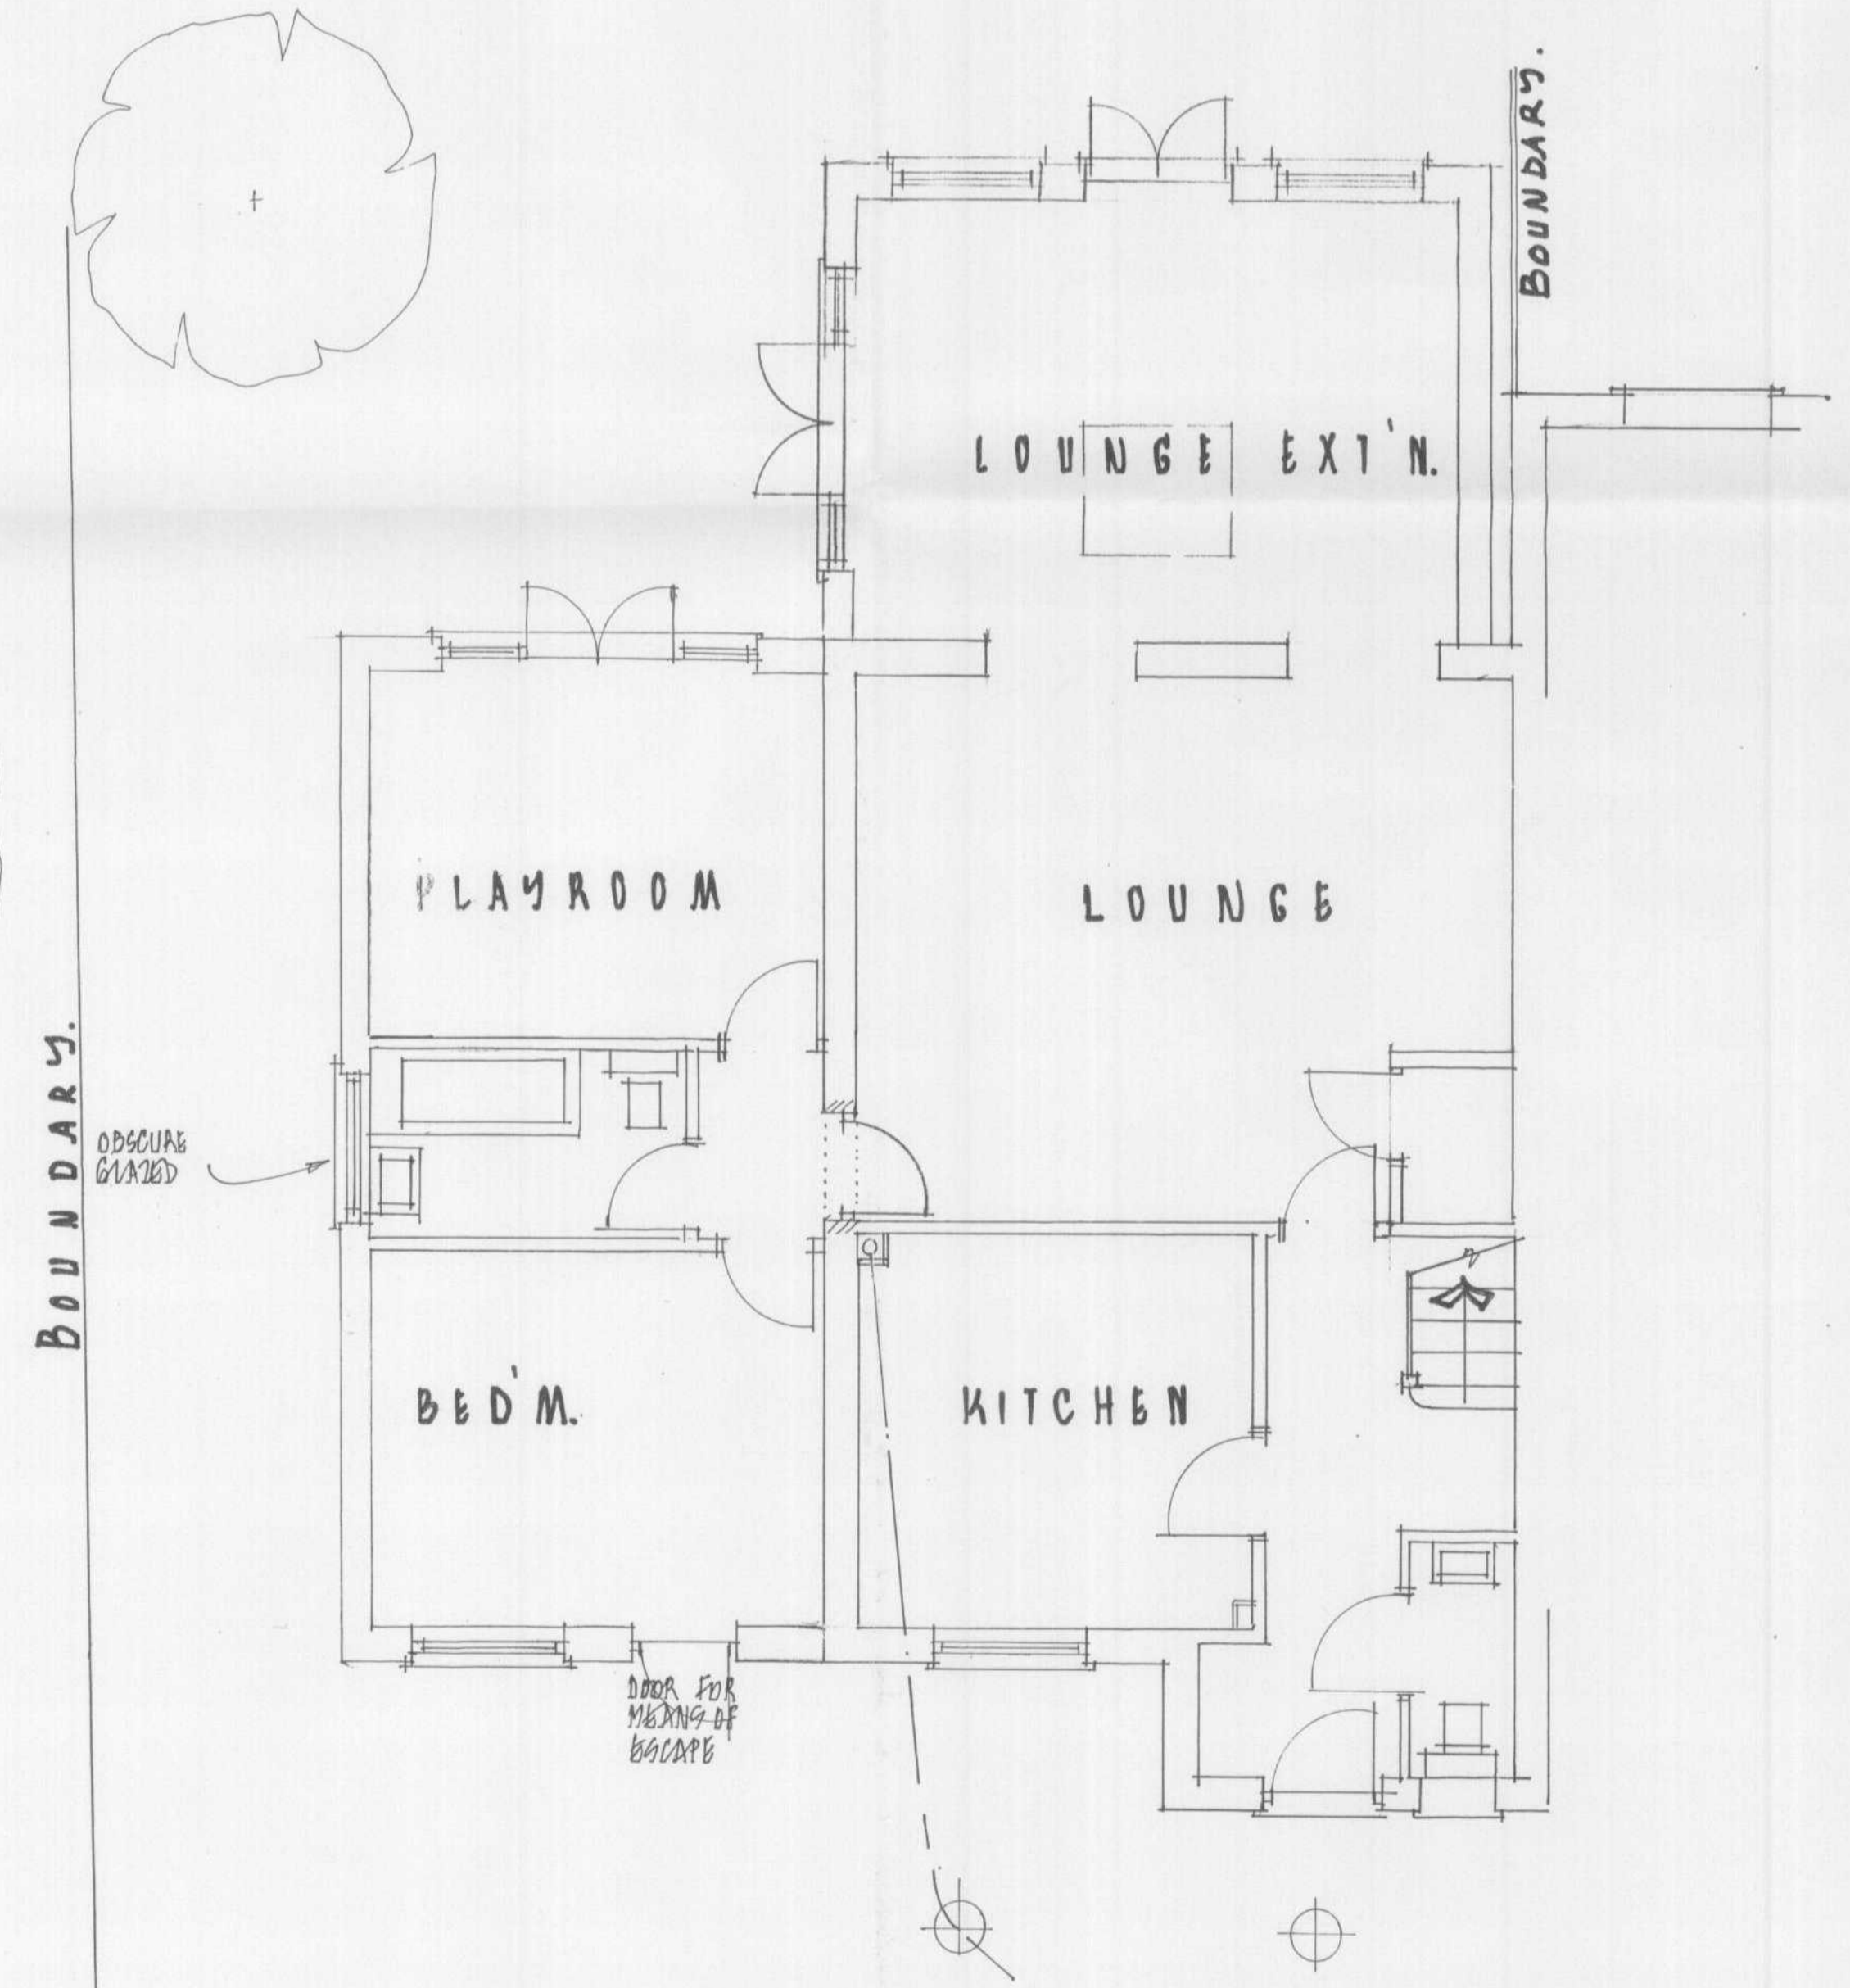 BOUNDARY.
LOUNGE EXT'N.
PLAYROOM
LOUNGE
BOUNDARY.
OBSCURE
GLAZED
BED'M.
KITCHEN
DOOR FOR
MEANS OF
ESCAPE